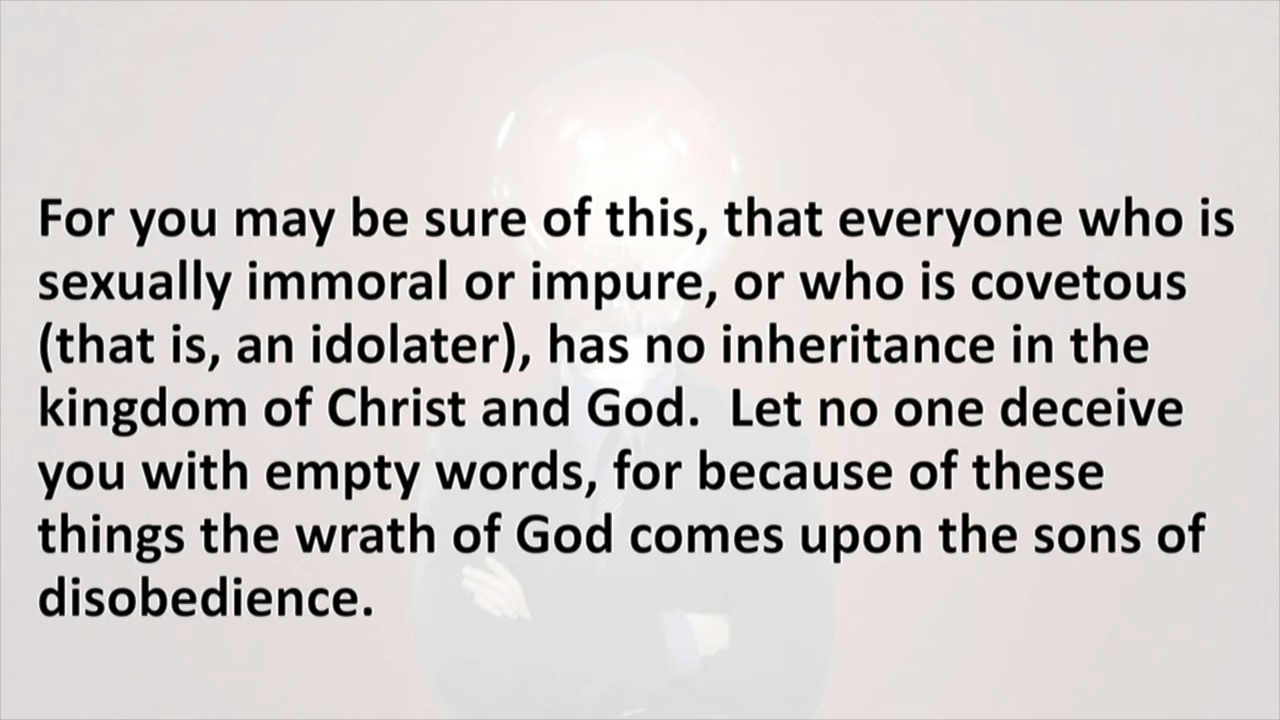 For you may be sure of this, that everyone who is
sexually immoral or impure, or who is covetous
(that is, an idolater), has no inheritance in the
kingdom of Christ and God.  Let no one deceive
you with empty words, for because of these
things the wrath of God comes upon the sons of
disobedience.